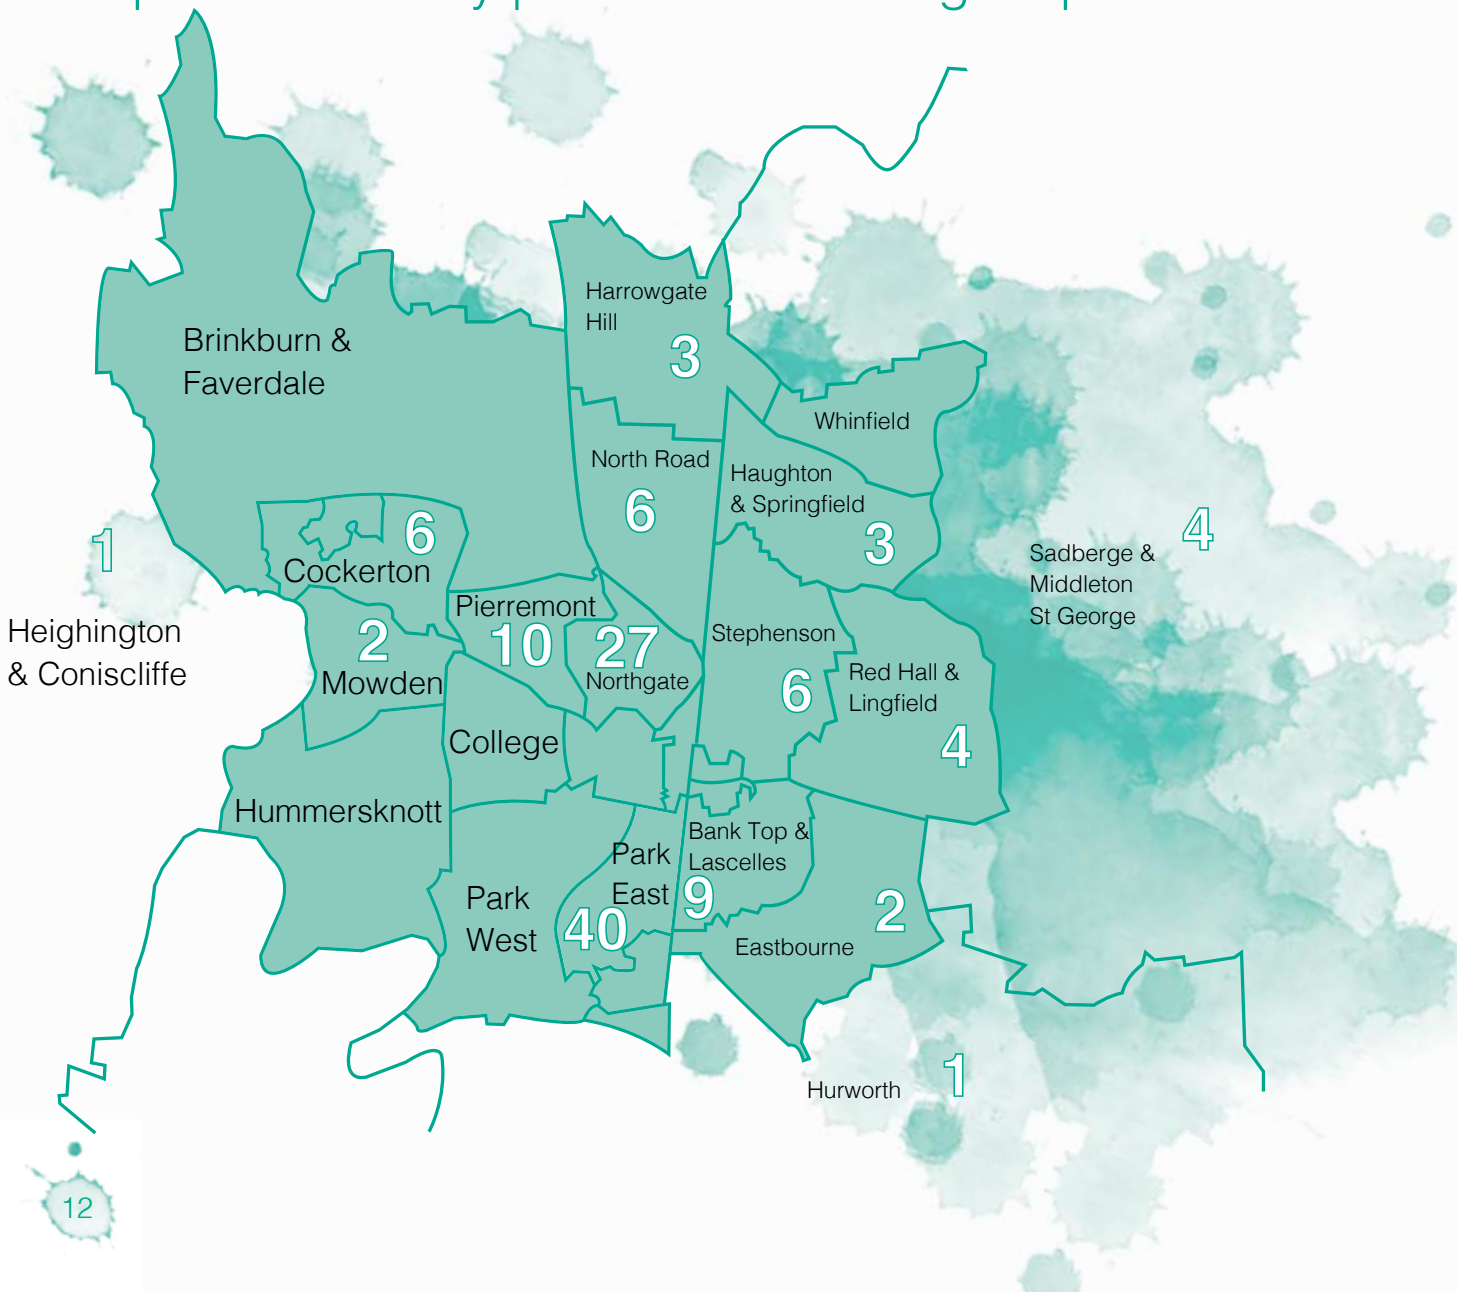 Harrowgate
Hill
3
Brinkburn &
Faverdale
Whinfield
North Road
6
Haughton
& Springfield
3
6
Cockerton
1
Heighington
& Coniscliffe
4
Sadberge &
Middleton
St George
Pierremont
10
27
Northgate
2
Mowden
Stephenson
6
Red Hall &
Lingfield
4
College
Hummersknott
Bank Top &
Lascelles
9
Park
East
40
Park
West
2
Eastbourne
Hurworth
1
12